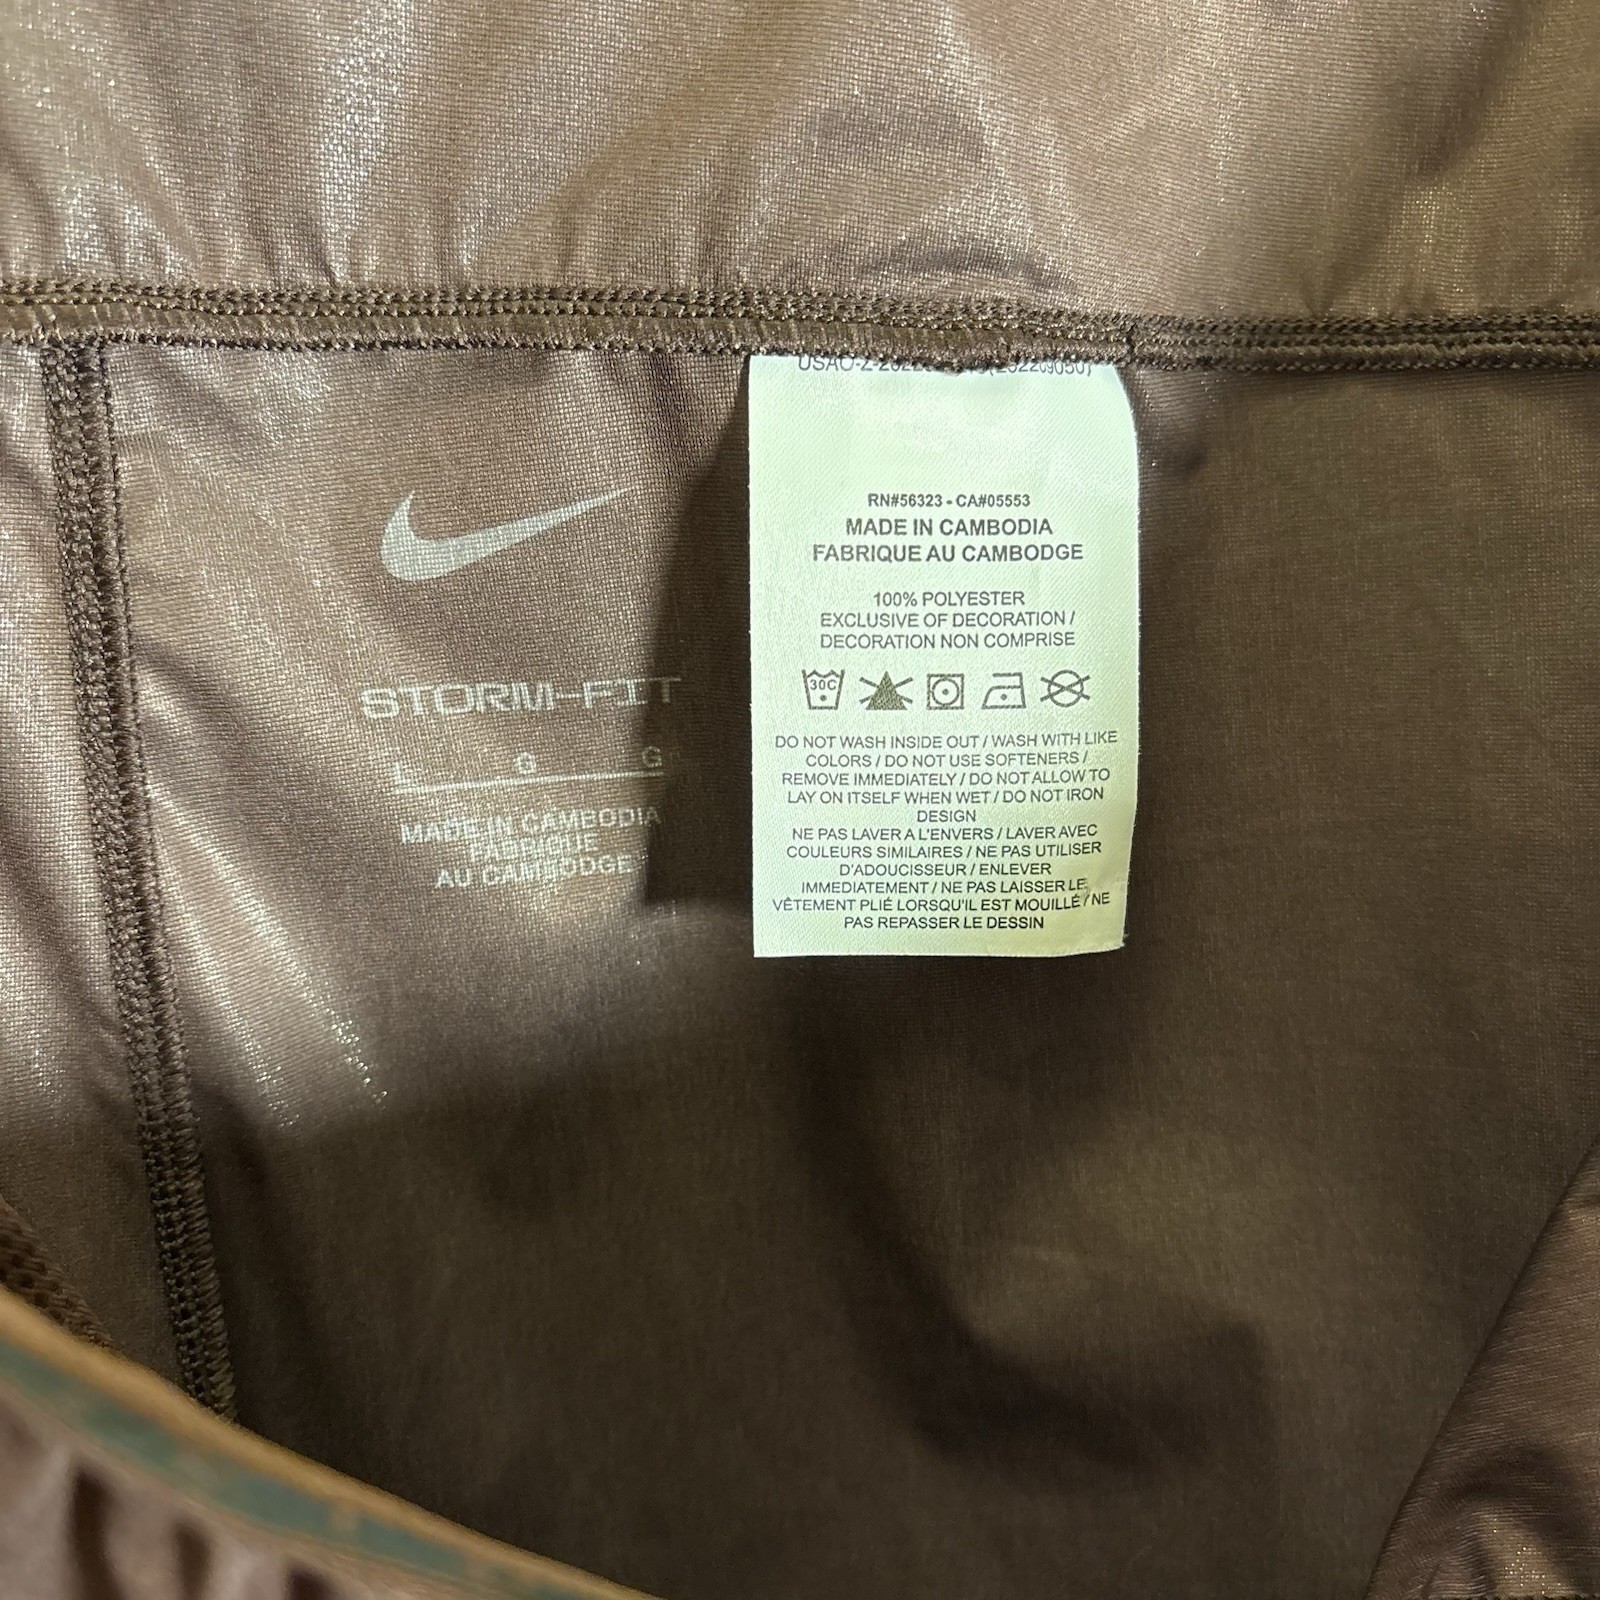 STORM-FIT
L G G
MADE IN CAMBODIA
FABRIQUE
AU CAMBODGE
RN#56323 - CA#05553
MADE IN CAMBODIA
FABRIQUE AU CAMBODGE
100% POLYESTER
EXCLUSIVE OF DECORATION /
DECORATION NON COMPRISE
30C
DO NOT WASH INSIDE OUT / WASH WITH LIKE
COLORS / DO NOT USE SOFTENERS /
REMOVE IMMEDIATELY / DO NOT ALLOW TO
LAY ON ITSELF WHEN WET / DO NOT IRON
DESIGN
NE PAS LAVER A L'ENVERS / LAVER AVEC
COULEURS SIMILAIRES / NE PAS UTILISER
D'ADOUCISSEUR / ENLEVER
IMMEDIATEMENT / NE PAS LAISSER LE
VÊTEMENT PLIÉ LORSQU'IL EST MOUILLÉ / NE
PAS REPASSER LE DESSIN